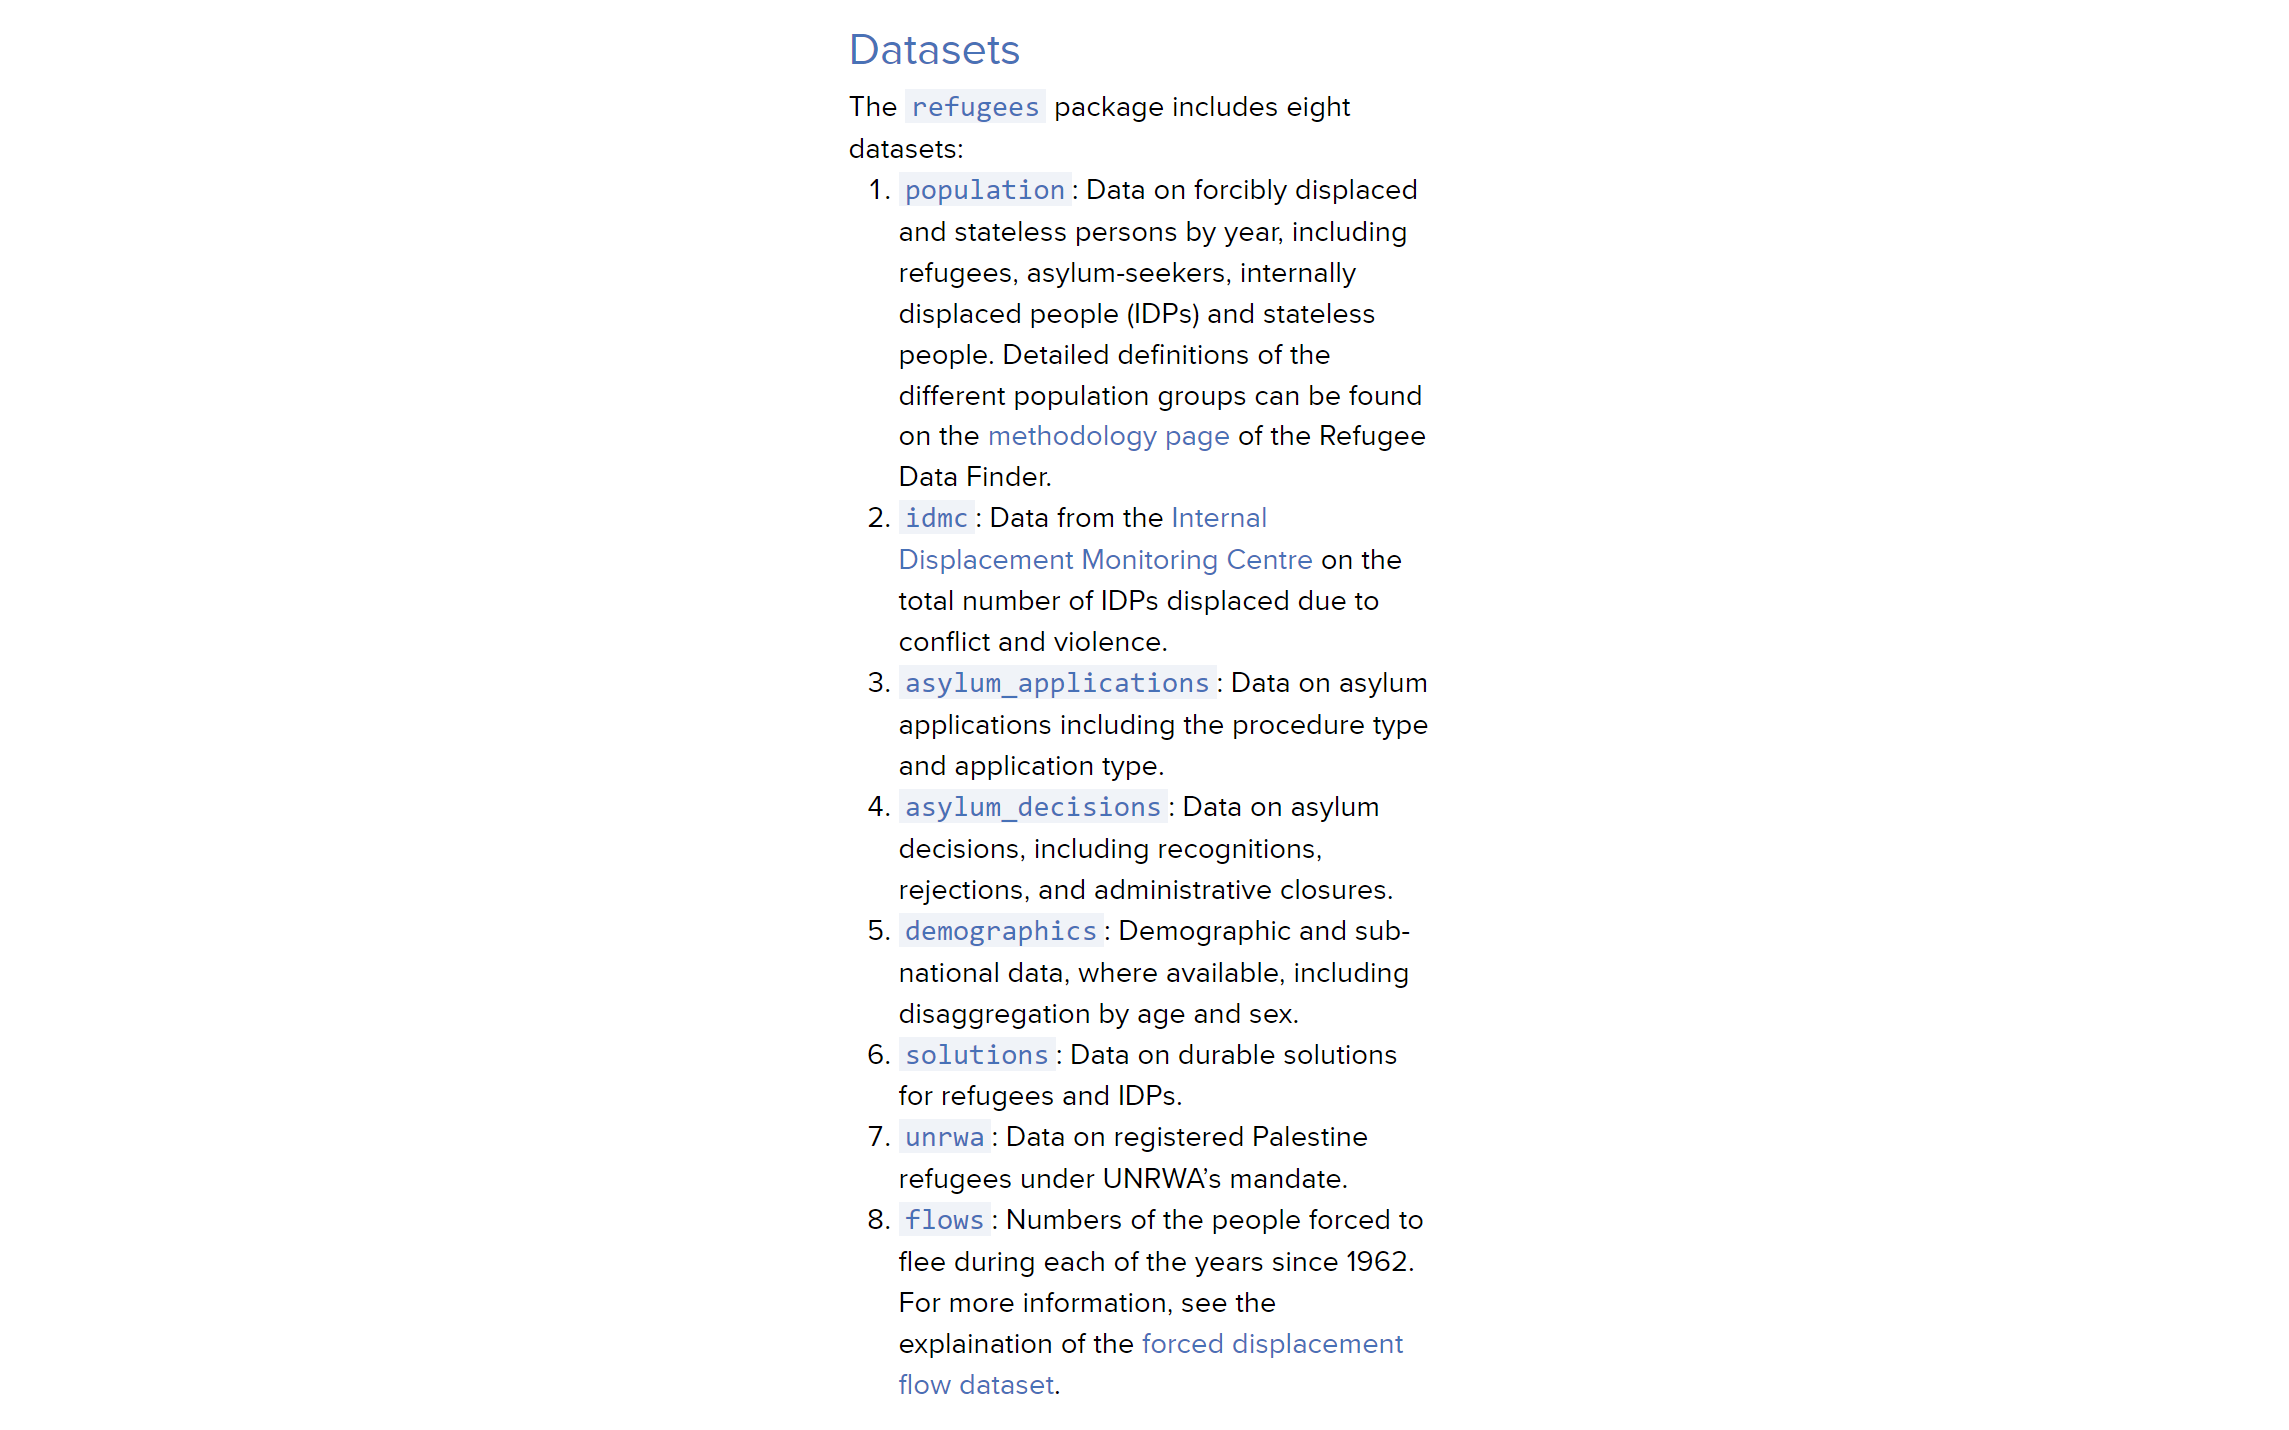 Datasets
The refugees package includes eight
datasets:
1. population: Data on forcibly displaced
and stateless persons by year, including
refugees, asylum-seekers, internally
displaced people (IDPs) and stateless
people. Detailed definitions of the
different population groups can be found
on the methodology page of the Refugee
Data Finder.
2. idmc: Data from the Internal
Displacement Monitoring Centre on the
total number of IDPs displaced due to
conflict and violence.
3. asylum_applications: Data on asylum
applications including the procedure type
and application type.
4. asylum_decisions: Data on asylum
decisions, including recognitions,
rejections, and administrative closures.
5. demographics: Demographic and sub-
national data, where available, including
disaggregation by age and sex.
6. solutions: Data on durable solutions
for refugees and IDPs.
7. unrwa: Data on registered Palestine
refugees under UNRWA’s mandate.
8. flows: Numbers of the people forced to
flee during each of the years since 1962.
For more information, see the
explaination of the forced displacement
flow dataset.